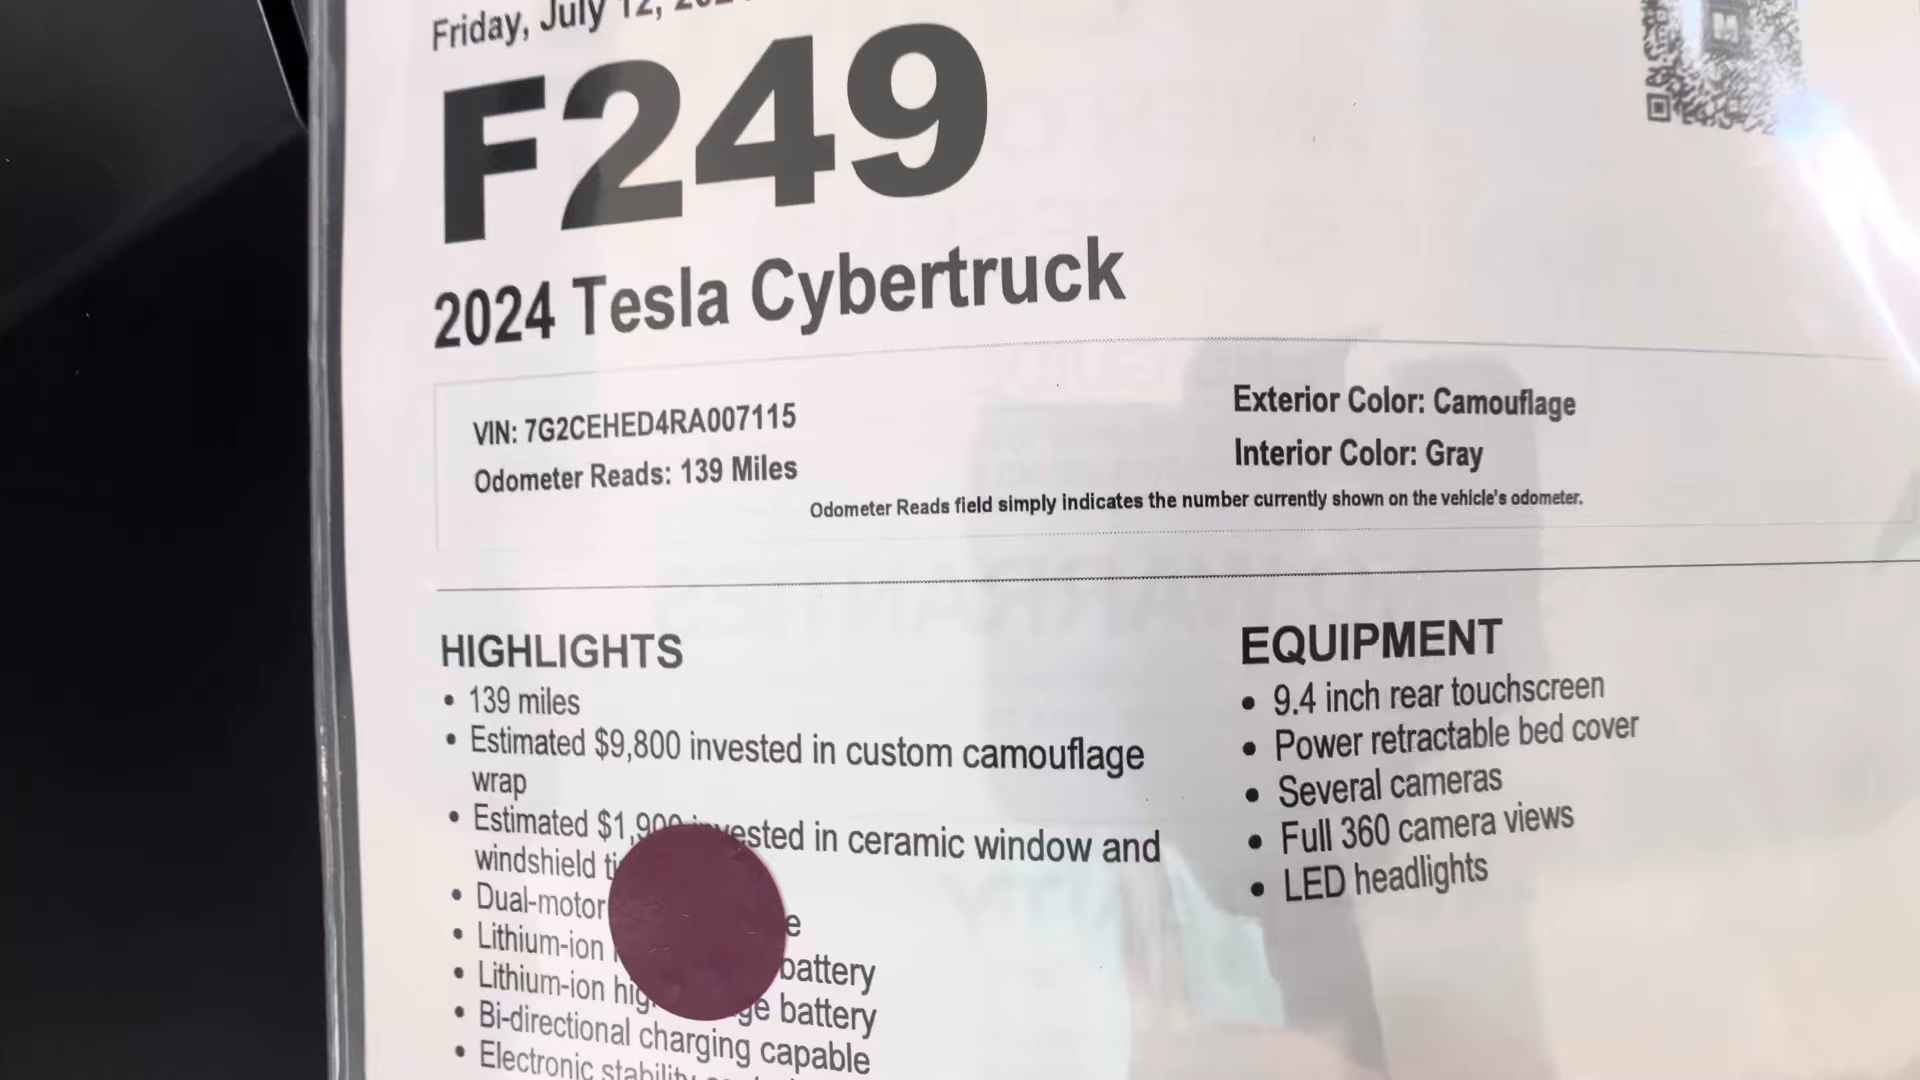 Friday, July 12,
F249
2024 Tesla Cybertruck
VIN: 7G2CEHED4RA007115
Odometer Reads: 139 Miles
Exterior Color: Camouflage
Interior Color: Gray
Odometer Reads field simply indicates the number currently shown on the vehicle's odometer.
HIGHLIGHTS
• 139 miles
• Estimated $9,800 invested in custom camouflage
wrap
• Estimated $1,900 invested in ceramic window and
windshield
• Dual-motor
• Lithium-ion battery
• Lithium-ion battery
• Bi-directional charging capable
• Electronic stability
EQUIPMENT
• 9.4 inch rear touchscreen
• Power retractable bed cover
• Several cameras
• Full 360 camera views
• LED headlights